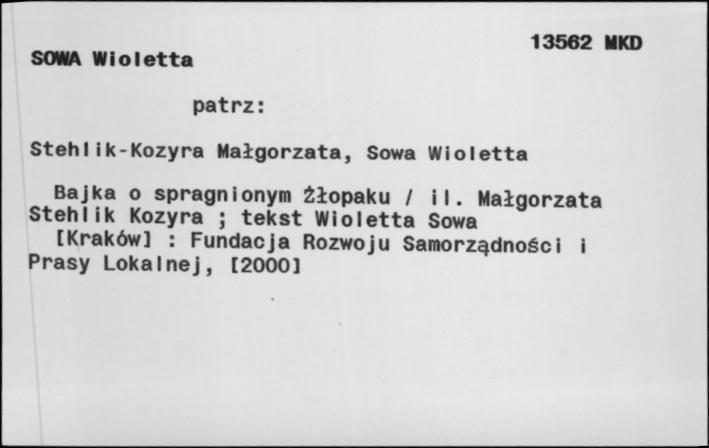 13562 MKD
SOWA Wioletta
patrz:
Stehlik-Kozyra Małgorzata, Sowa Wioletta
Bajka o spragnionym Żłopaku / il. Małgorzata
Stehlik Kozyra ; tekst Wioletta Sowa
[Kraków] : Fundacja Rozwoju Samorządności i
Prasy Lokalnej, [2000]